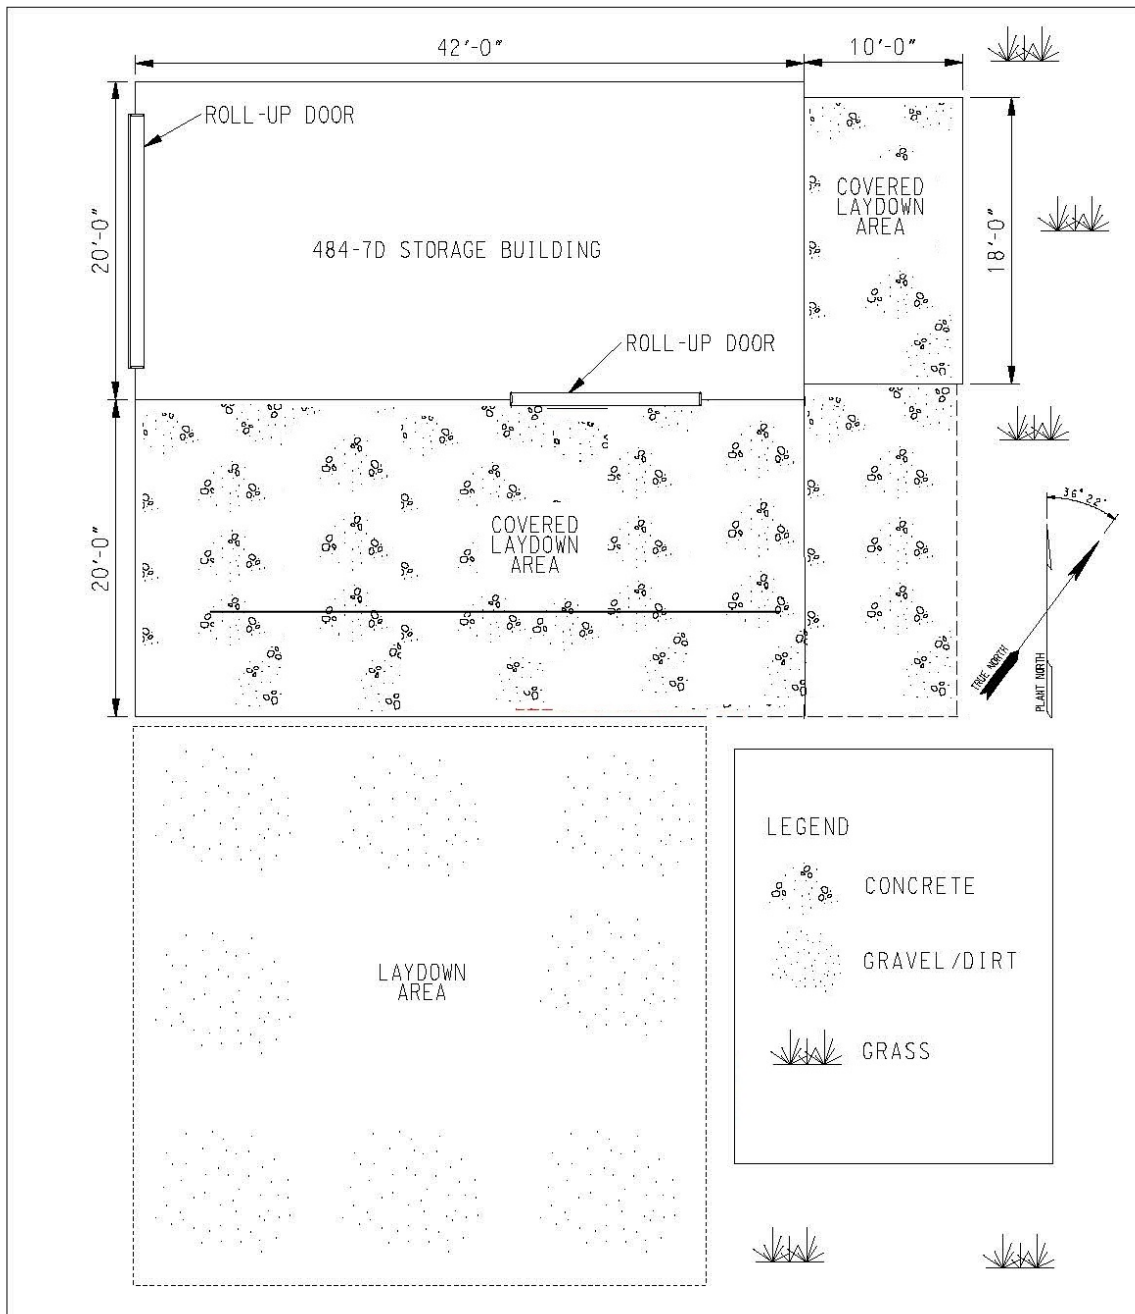 42'-0"
10'-0"
ROLL-UP DOOR
20'-0"
COVERED
LAYDOWN
AREA
18'-0"
484-7D STORAGE BUILDING
ROLL-UP DOOR
20'-0"
COVERED
LAYDOWN
AREA
36° 22'
TRUE NORTH
PLANT NORTH
LEGEND
CONCRETE
GRAVEL/DIRT
GRASS
LAYDOWN
AREA